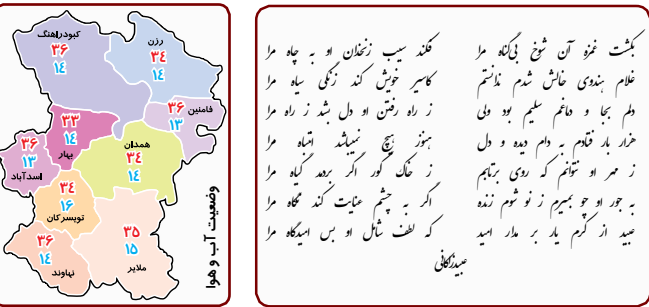 بکشت غمزه آن شوخ بی‌گناه مرا فکند سیب زنخدان او به چاه مرا
غلام هندوی خالش شدم ندانستم کاسیر خویش کند زنگی سیاه مرا
دلم بجا و دماغم سلیم بود ولی ز راه رفتن او دل بشد ز راه مرا
هزار بار فتادم به دام دیده و دل هنوز هیچ نمیباشد انتباه مرا
ز مهر او نتوانم که روی برتابم ز خاک گور اگر بردمد گیاه مرا
به جور او چو بمیرم ز نو شوم زنده اگر به چشم عنایت کند نگاه مرا
عبید از کرم یار بر مدار امید که لطف شامل او بس امیدگاه مرا
عبیدزاکانی
وضعیت آب و هوا
رزن
۳۴
۱۴
کبودراهنگ
۳۶
۱۴
فامنین
۳۶
۱۳
بهار
۳۳
۱۴
همدان
۳۴
۱۴
اسدآباد
۳۶
۱۳
تویسرکان
۳۴
۱۶
ملایر
۳۵
۱۵
نهاوند
۳۶
۱۴